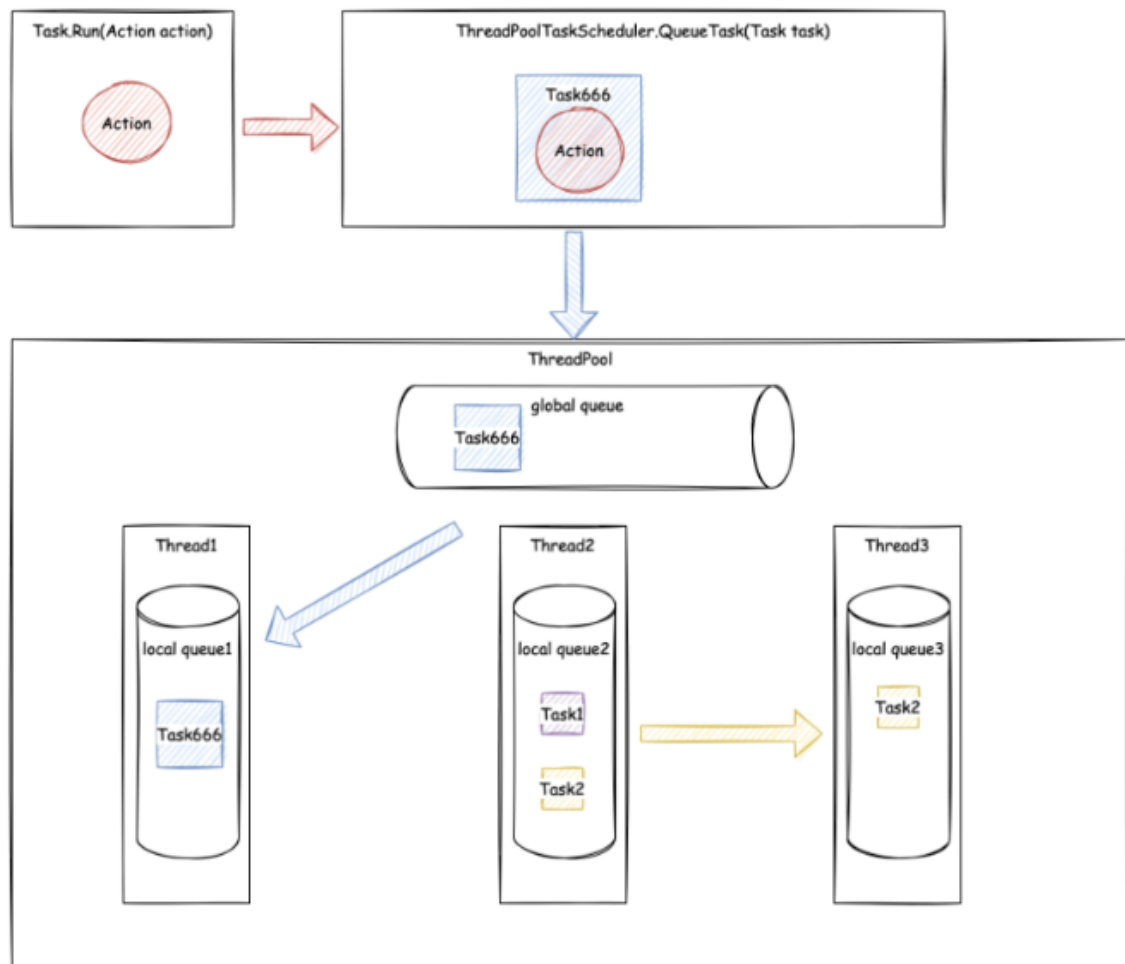 Task.Run(Action action)
Action
ThreadPoolTaskScheduler.QueueTask(Task task)
Task666
Action
ThreadPool
global queue
Task666
Thread1
local queue1
Task666
Thread2
local queue2
Task1
Task2
Thread3
local queue3
Task2